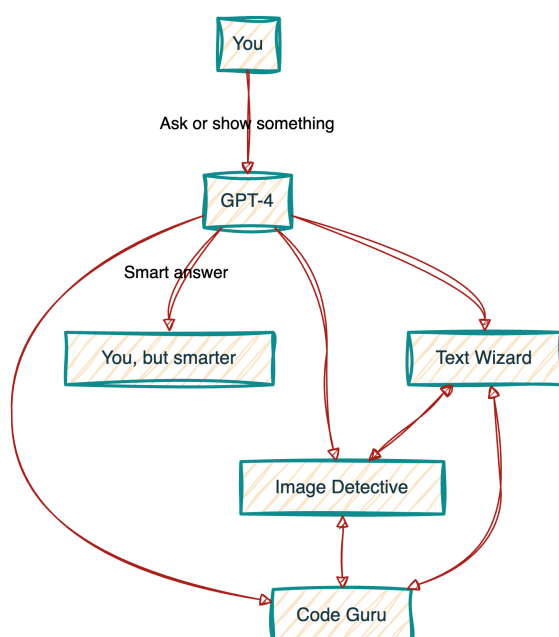 You
Ask or show something
GPT-4
Smart answer
You, but smarter
Text Wizard
Image Detective
Code Guru